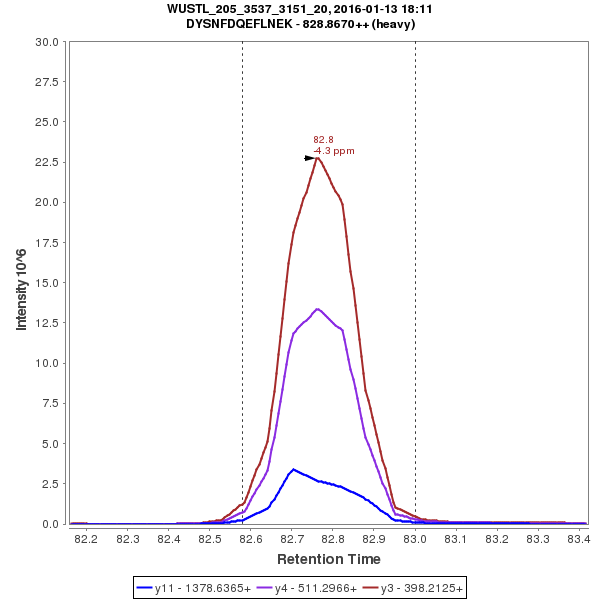 WUSTL_205_3537_3151_20, 2016-01-13 18:11
DYSNFDQEFLNEK - 828.8670++ (heavy)
30.0
27.5
25.0
22.5
20.0
17.5
15.0
12.5
10.0
7.5
5.0
2.5
0.0
Intensity 10^6
82.8
-4.3 ppm
82.2 82.3 82.4 82.5 82.6 82.7 82.8 82.9 83.0 83.1 83.2 83.3 83.4
Retention Time
y11 - 1378.6365+ y4 - 511.2966+ y3 - 398.2125+